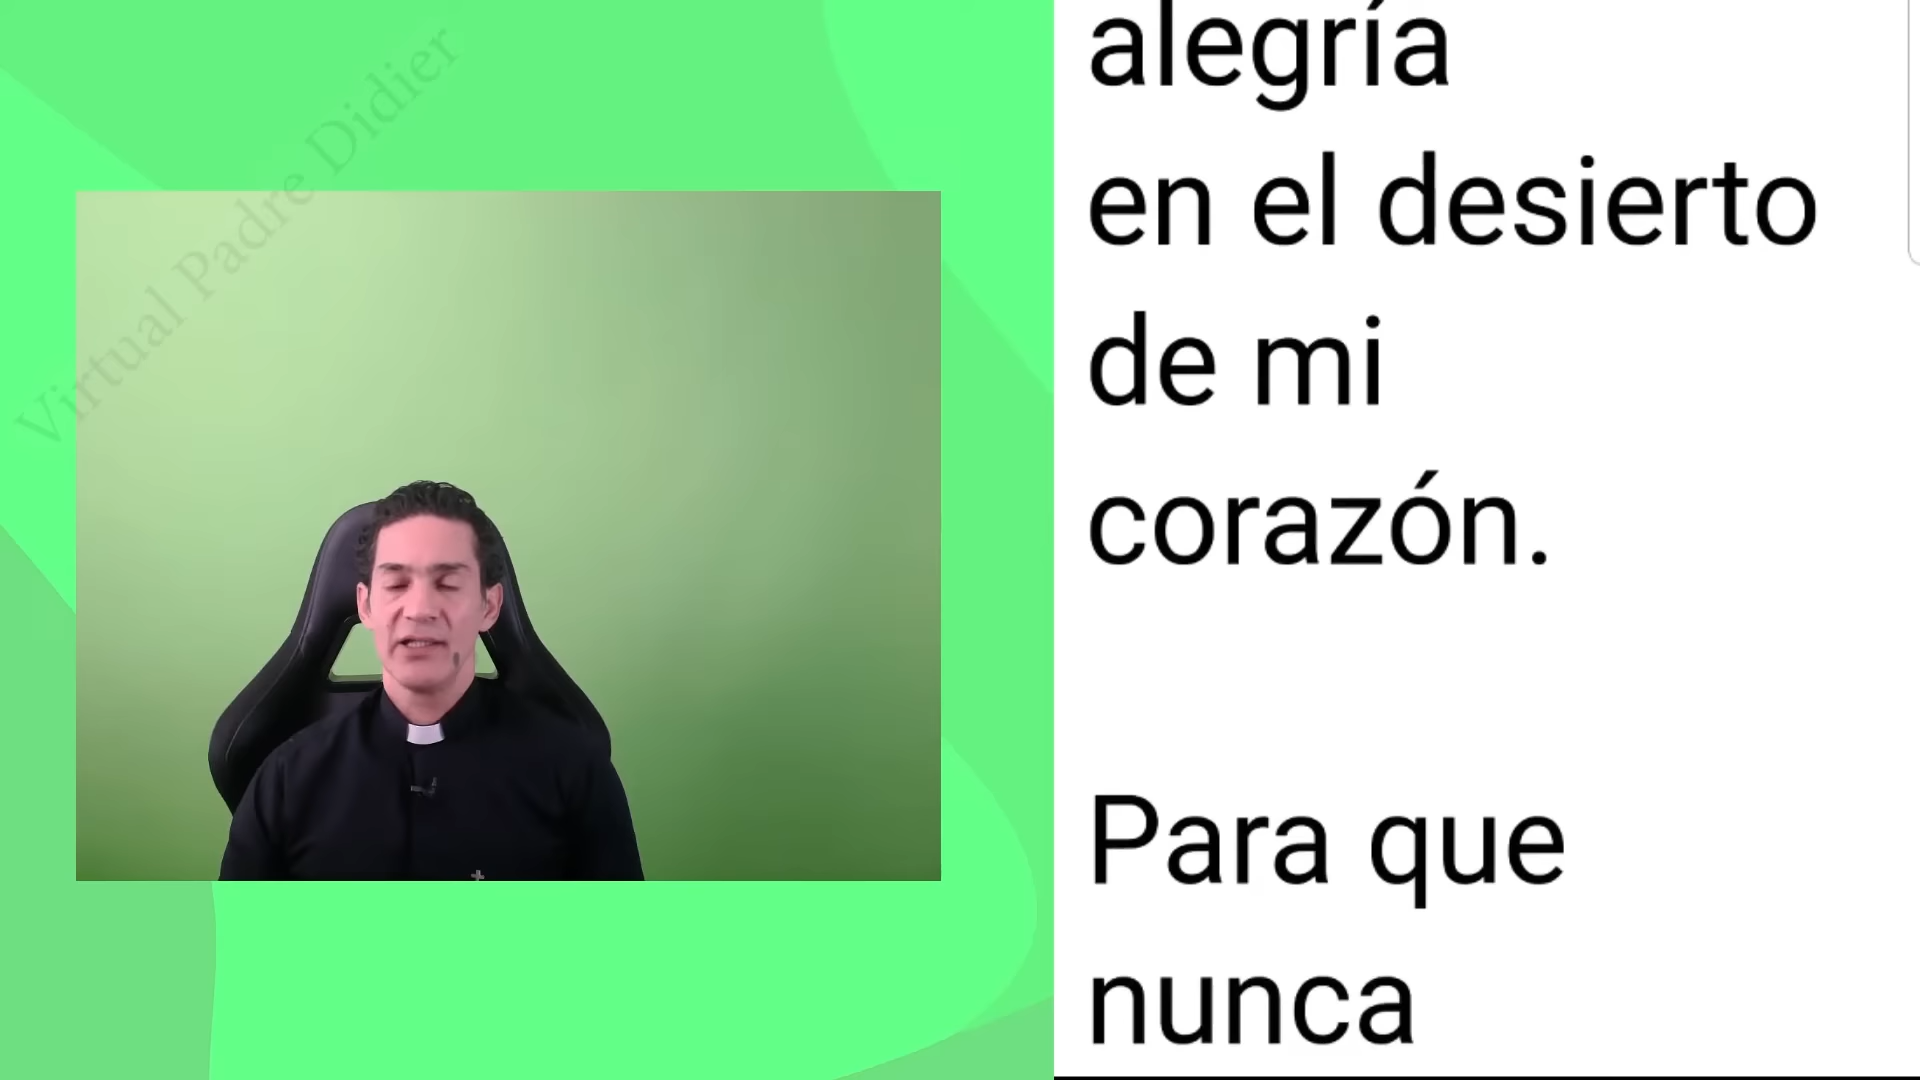 Virtual Padre Didier
alegría
en el desierto
de mi
corazón.
Para que
nunca